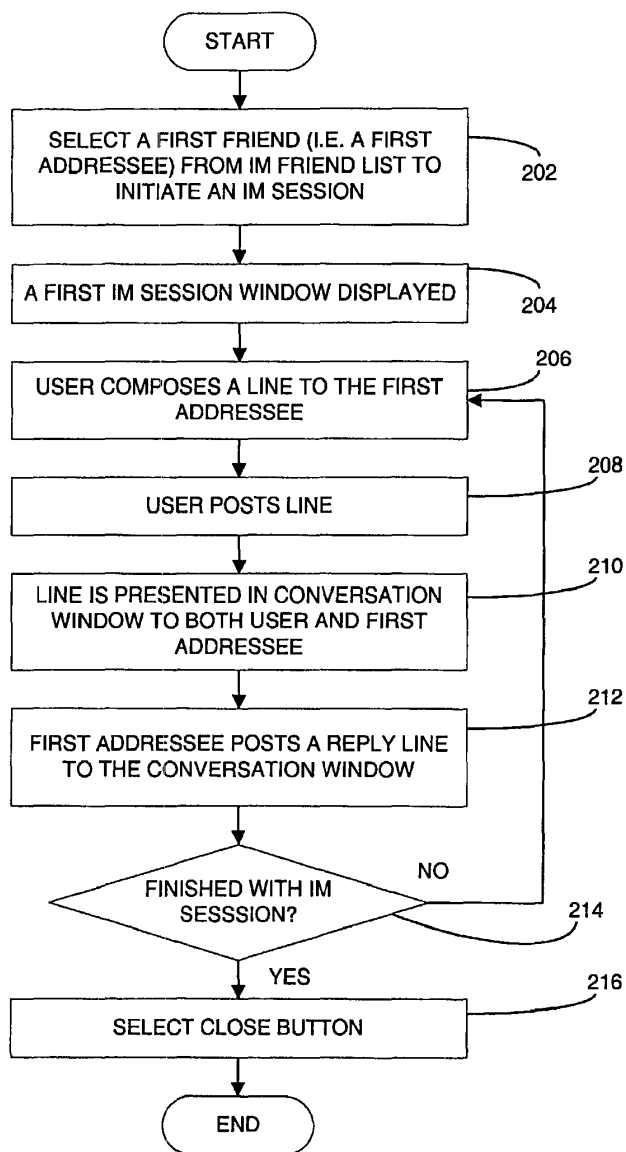 START
SELECT A FIRST FRIEND (I.E. A FIRST
ADDRESSEE) FROM IM FRIEND LIST TO
INITIATE AN IM SESSION
202
A FIRST IM SESSION WINDOW DISPLAYED
204
206
USER COMPOSES A LINE TO THE FIRST
ADDRESSEE
208
USER POSTS LINE
210
LINE IS PRESENTED IN CONVERSATION
WINDOW TO BOTH USER AND FIRST
ADDRESSEE
212
FIRST ADDRESSEE POSTS A REPLY LINE
TO THE CONVERSATION WINDOW
NO
FINISHED WITH IM
SESSSION?
214
YES
216
SELECT CLOSE BUTTON
END